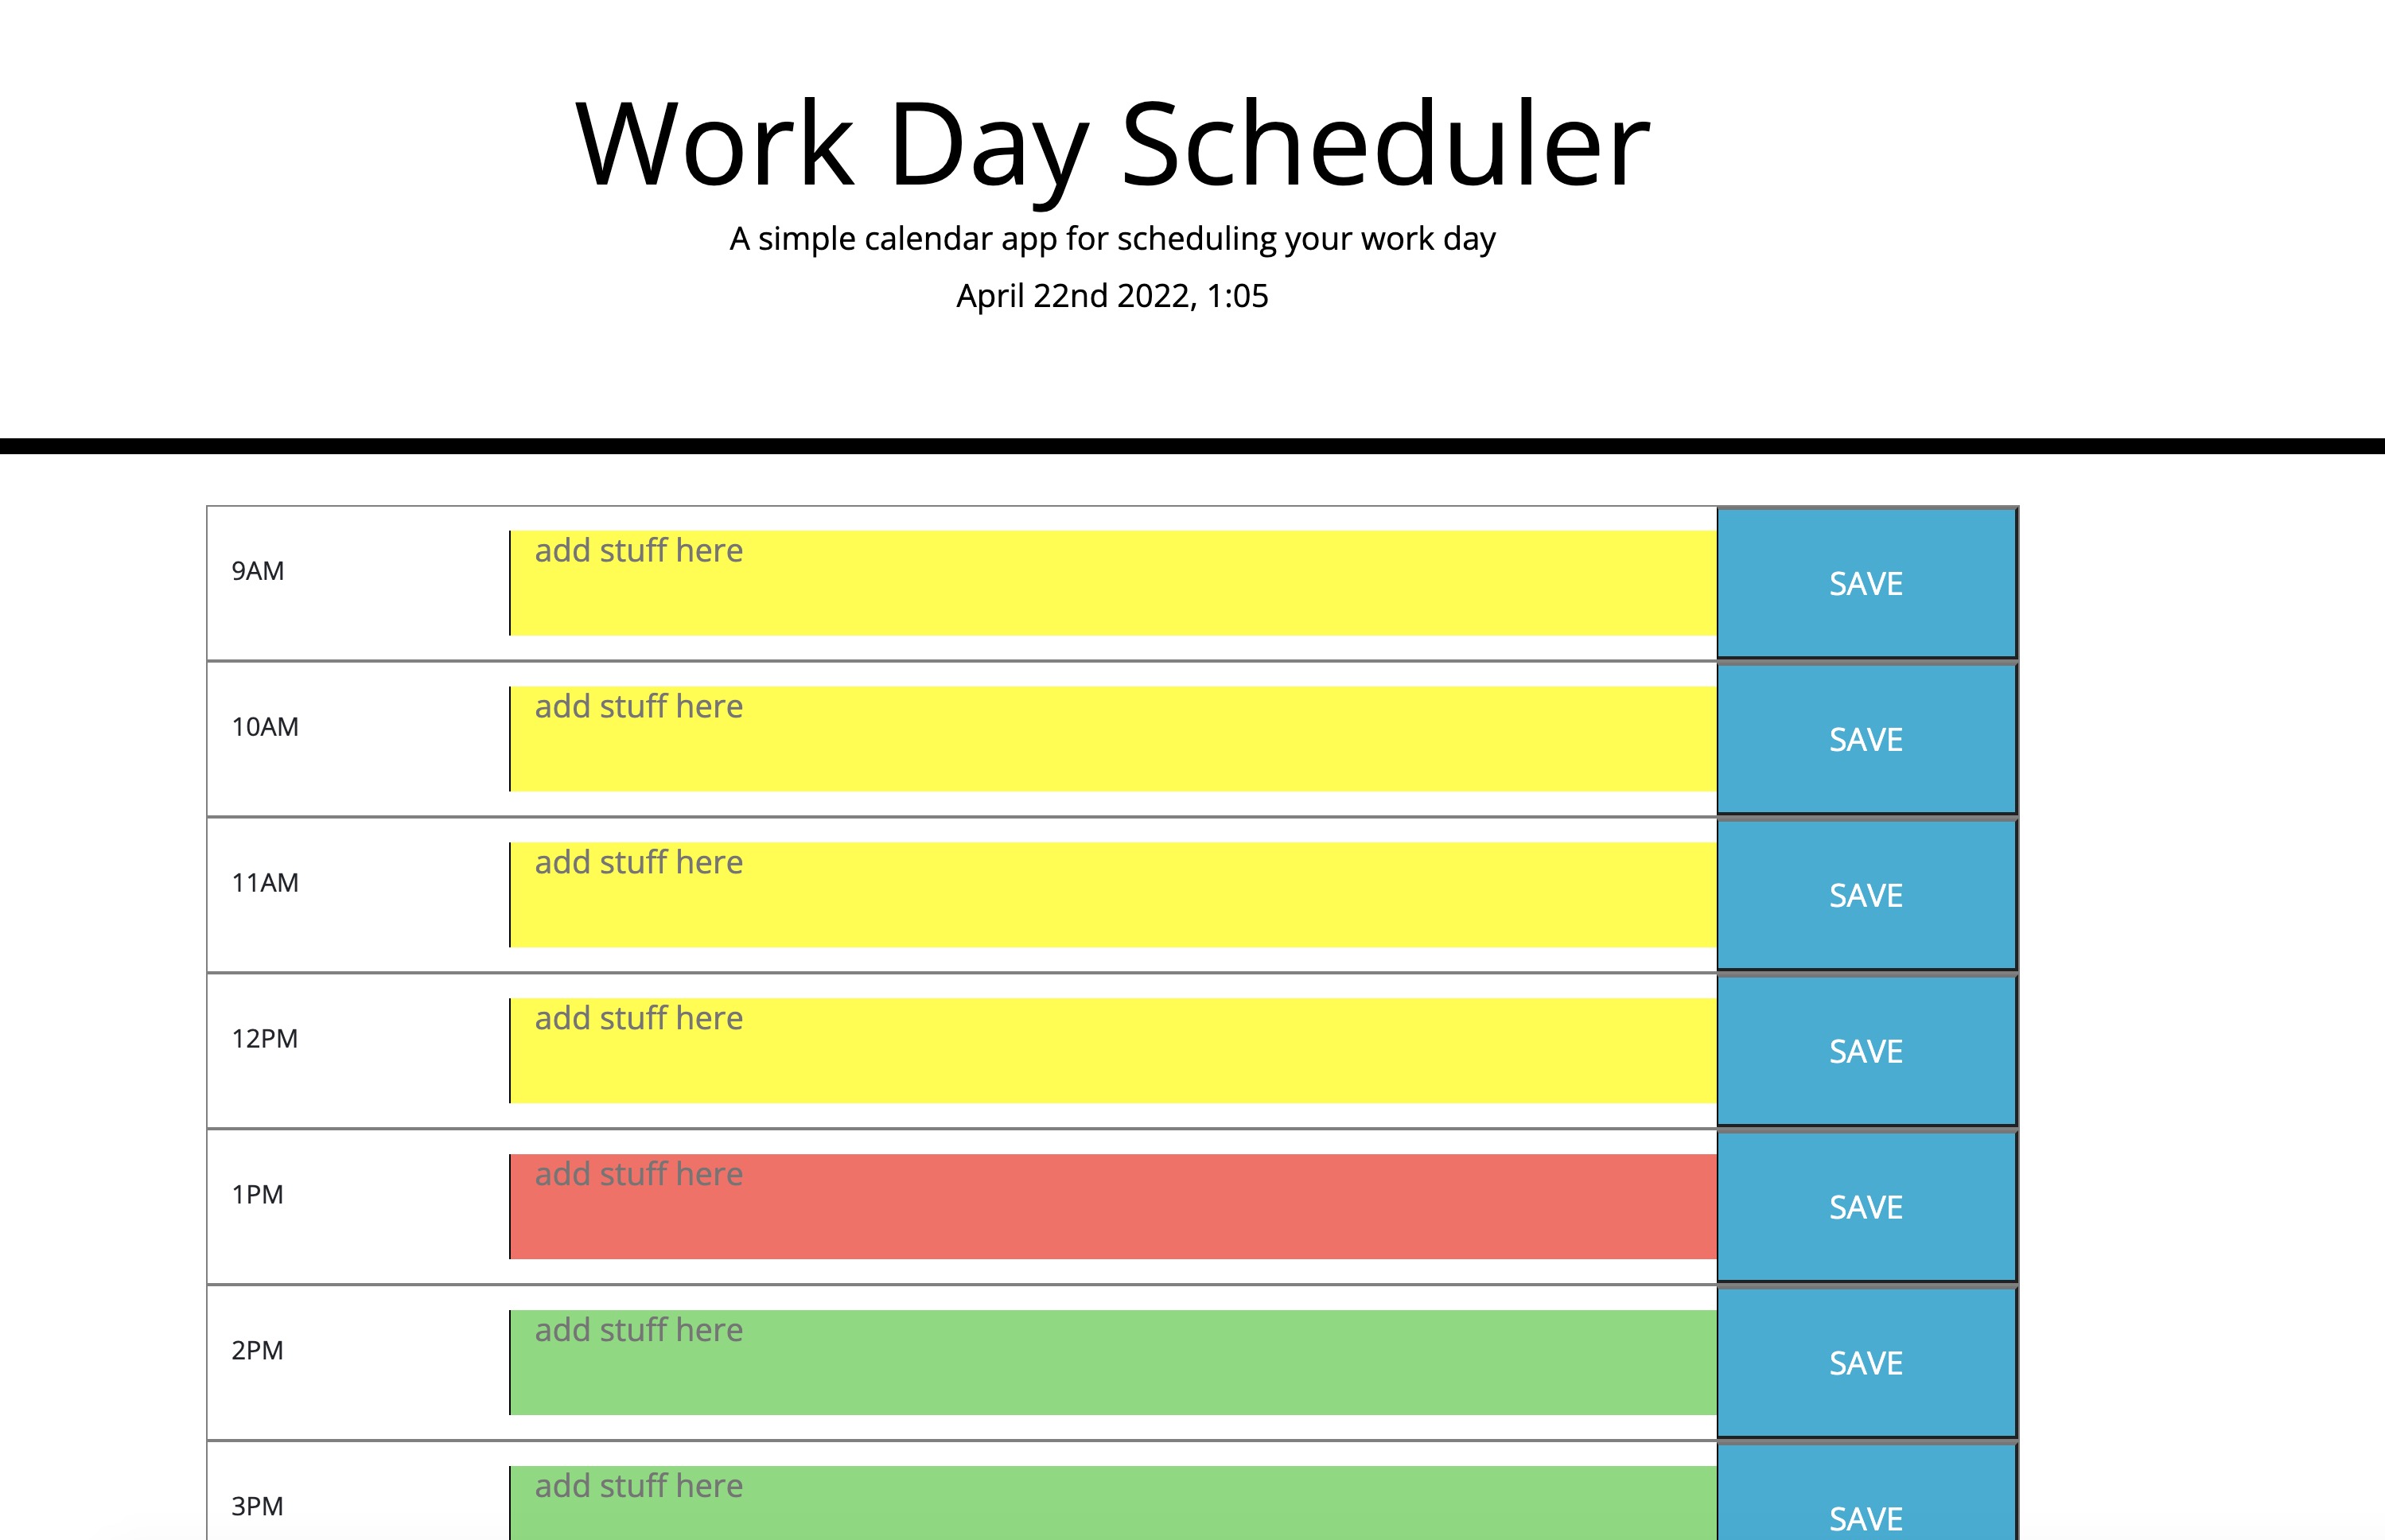 Work Day Scheduler
A simple calendar app for scheduling your work day
April 22nd 2022, 1:05
9AM add stuff here SAVE
10AM add stuff here SAVE
11AM add stuff here SAVE
12PM add stuff here SAVE
1PM add stuff here SAVE
2PM add stuff here SAVE
3PM add stuff here SAVE